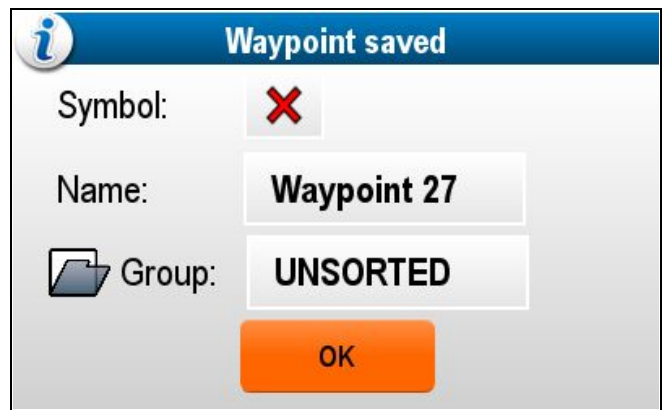 i Waypoint saved
Symbol:
Name: Waypoint 27
Group: UNSORTED
OK